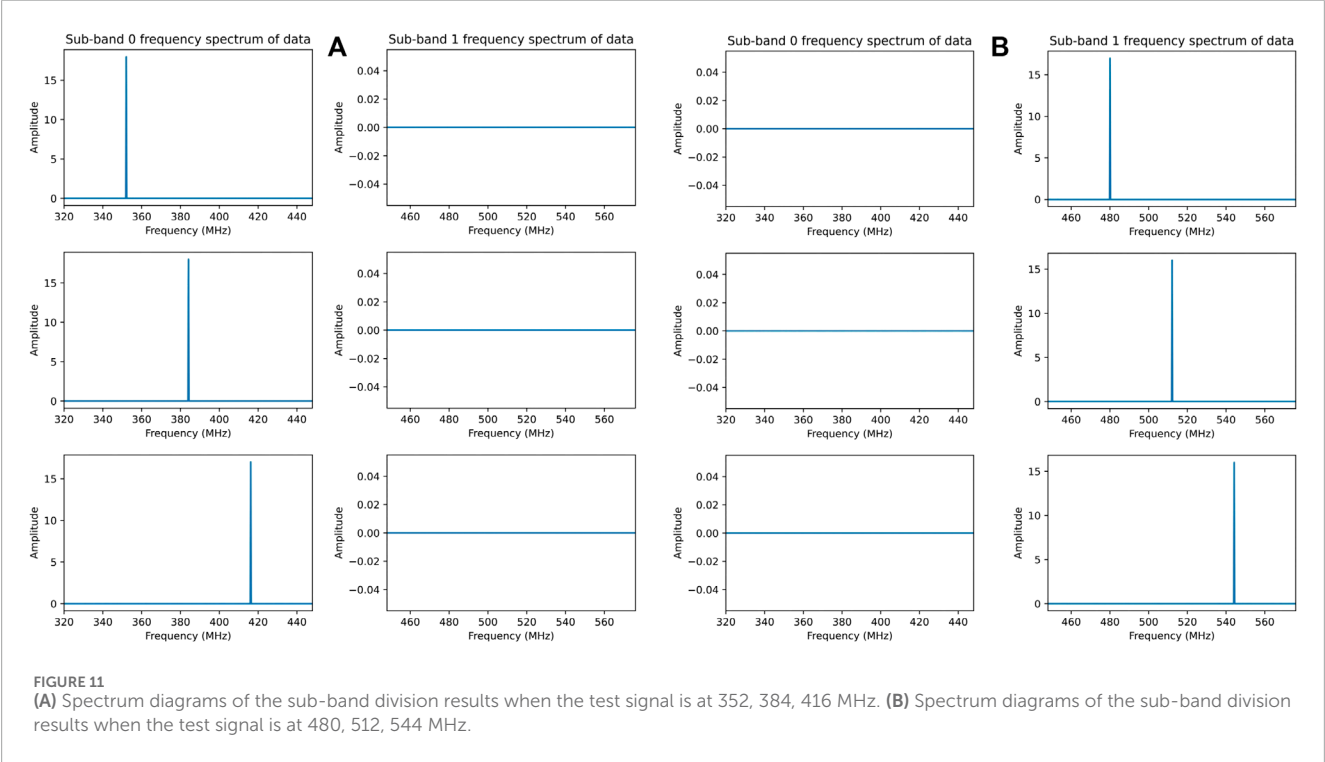 Sub-band 0 frequency spectrum of data
A
Sub-band 1 frequency spectrum of data
Sub-band 0 frequency spectrum of data
B
Sub-band 1 frequency spectrum of data
Amplitude
15
10
5
0
320 340 360 380 400 420 440
Frequency (MHz)
Amplitude
0.04
0.02
0.00
−0.02
−0.04
460 480 500 520 540 560
Frequency (MHz)
Amplitude
0.04
0.02
0.00
−0.02
−0.04
320 340 360 380 400 420 440
Frequency (MHz)
Amplitude
15
10
5
0
460 480 500 520 540 560
Frequency (MHz)
Amplitude
15
10
5
0
320 340 360 380 400 420 440
Frequency (MHz)
Amplitude
0.04
0.02
0.00
−0.02
−0.04
460 480 500 520 540 560
Frequency (MHz)
Amplitude
0.04
0.02
0.00
−0.02
−0.04
320 340 360 380 400 420 440
Frequency (MHz)
Amplitude
15
10
5
0
460 480 500 520 540 560
Frequency (MHz)
Amplitude
15
10
5
0
320 340 360 380 400 420 440
Frequency (MHz)
Amplitude
0.04
0.02
0.00
−0.02
−0.04
460 480 500 520 540 560
Frequency (MHz)
Amplitude
0.04
0.02
0.00
−0.02
−0.04
320 340 360 380 400 420 440
Frequency (MHz)
Amplitude
15
10
5
0
460 480 500 520 540 560
Frequency (MHz)
FIGURE 11
(A) Spectrum diagrams of the sub-band division results when the test signal is at 352, 384, 416 MHz. (B) Spectrum diagrams of the sub-band division
results when the test signal is at 480, 512, 544 MHz.